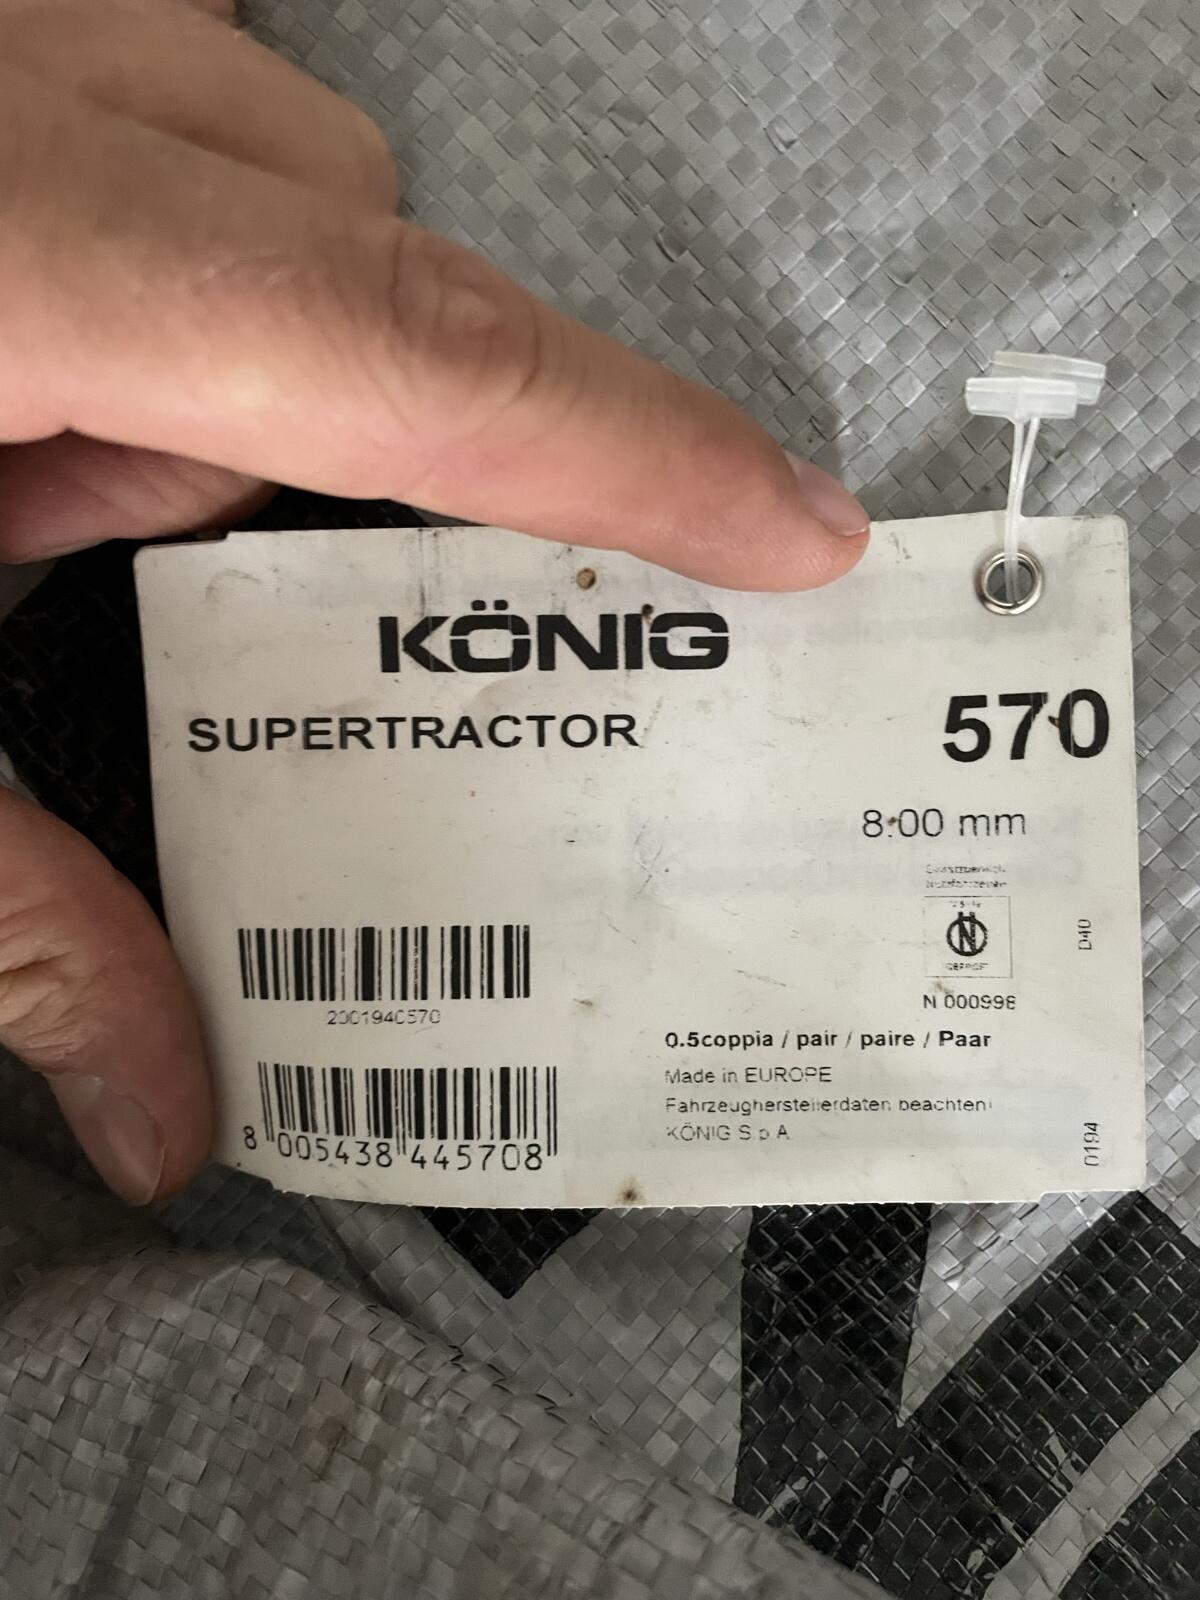 KÖNIG
SUPERTRACTOR
570
8.00 mm
N 000998
D40
2001940570
0.5coppia / pair / paire / Paar
Made in EUROPE
Fahrzeugherstellerdaten beachten!
KÖNIG S.p.A.
8 005438 445708
0194